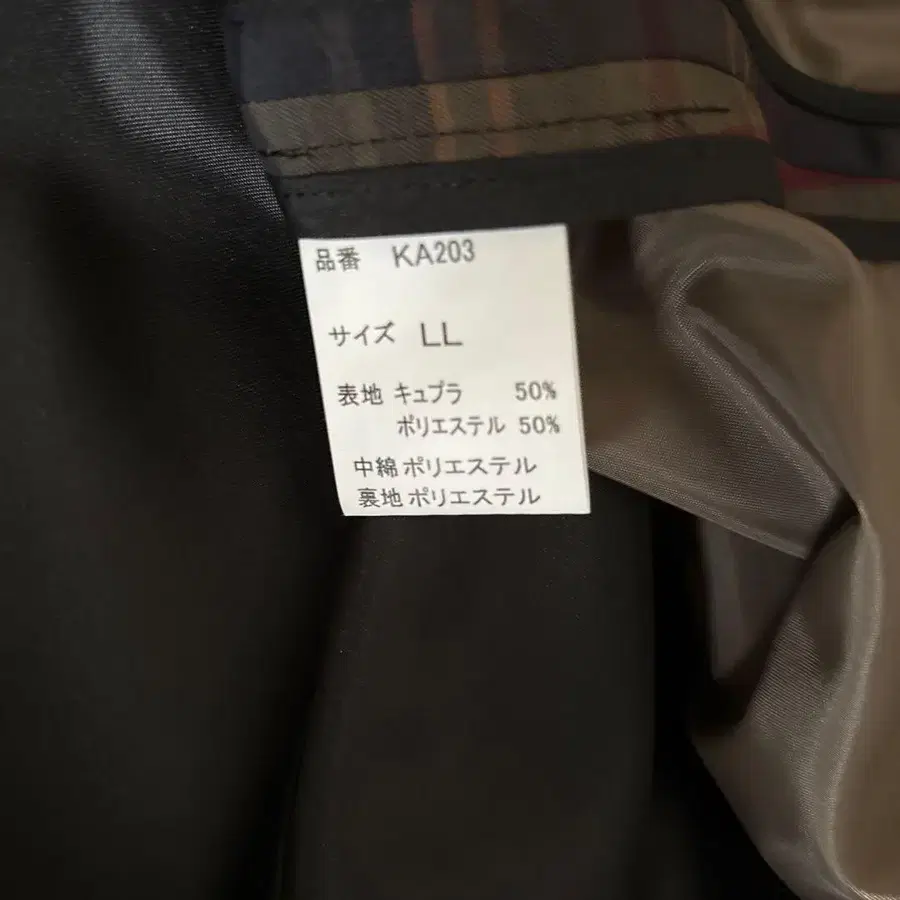 品番 KA203
サイズ LL
表地 キュプラ 50%
ポリエステル 50%
中綿 ポリエステル
裏地 ポリエステル